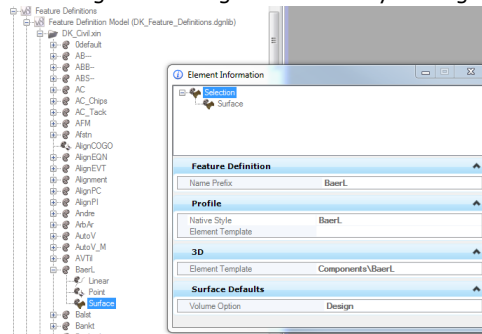 Feature Definitions
Feature Definition Model (DK_Feature_Definitions.dgnlib)
DK_Civil.xin
0default
AB--
ABB-
ABS-
AC
AC_Chips
AC_Tack
AFM
Afstn
AlignCOGO
AlignEQN
AlignEVT
Alignment
AlignPC
AlignPI
Andre
ArbAr
AutoV
AutoV_M
AVTil
BaerL
Linear
Point
Surface
Balst
Bankt
Element Information
Selection
Surface
Feature Definition
Name Prefix BaerL
Profile
Native Style BaerL
Element Template
3D
Element Template Components\BaerL
Surface Defaults
Volume Option Design